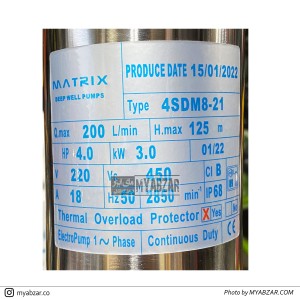 MATRIX
DEEP WELL PUMPS
PRODUCE DATE 15/01/2022
Type 4SDM8-21
Q.max 200 L/min H.max 125 m
HP 4.0 kW 3.0 01/22
V 220 450 Cl B
A 18 Hz 50 2850 min IP 68
Thermal Overload Protector X Yes
ElectroPump 1~Phase Continuous Duty
MYABZAR
myabzar.co
Photo by MYABZAR.COM